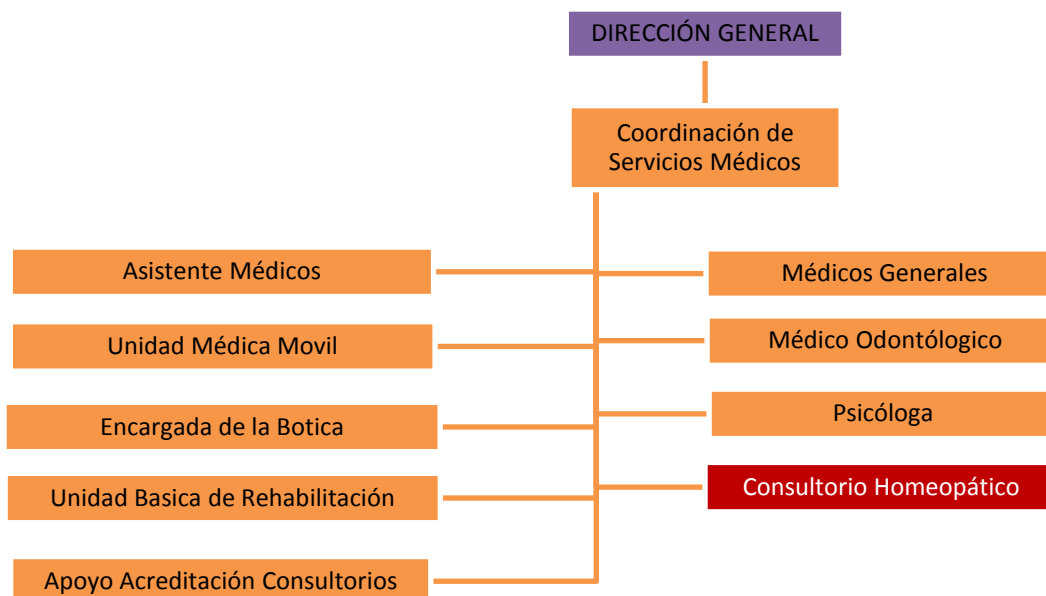 DIRECCIÓN GENERAL
Coordinación de
Servicios Médicos
Asistente Médicos
Médicos Generales
Unidad Médica Movil
Médico Odontólogico
Encargada de la Botica
Psicóloga
Unidad Basica de Rehabilitación
Consultorio Homeopático
Apoyo Acreditación Consultorios